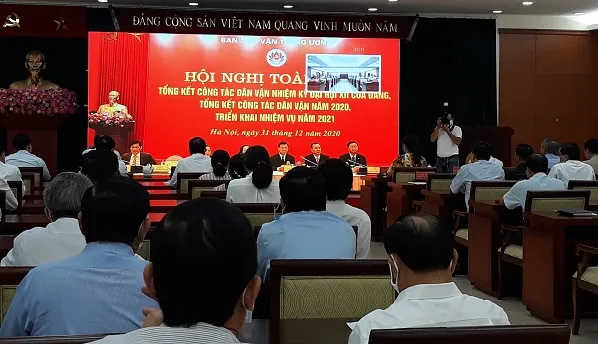 ĐẢNG CỘNG SẢN VIỆT NAM QUANG VINH MUÔN NĂM
BAN DÂN VẬN TRUNG ƯƠNG
HỘI NGHỊ TOÀN
TỔNG KẾT CÔNG TÁC DÂN VẬN NHIỆM KỲ ĐẠI HỘI XII CỦA ĐẢNG,
TỔNG KẾT CÔNG TÁC DÂN VẬN NĂM 2020,
TRIỂN KHAI NHIỆM VỤ NĂM 2021
Hà Nội, ngày 31 tháng 12 năm 2020